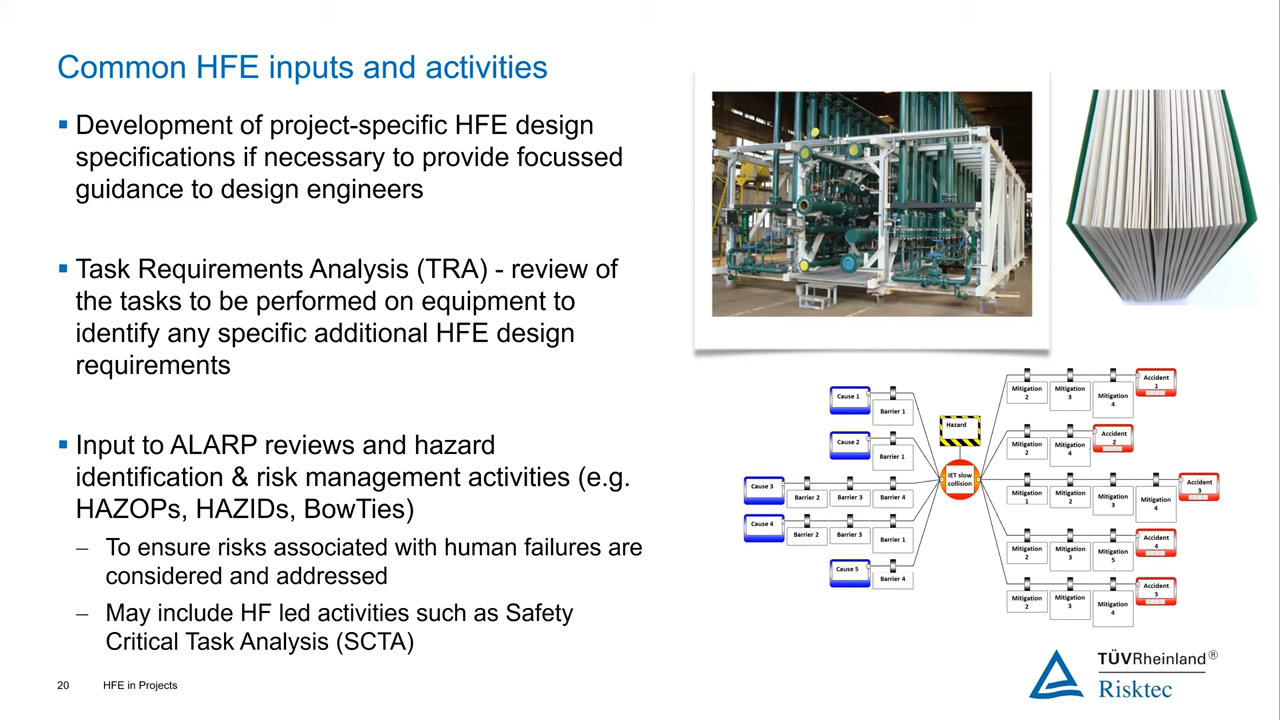 Common HFE inputs and activities
▪ Development of project-specific HFE design
specifications if necessary to provide focussed
guidance to design engineers
▪ Task Requirements Analysis (TRA) - review of
the tasks to be performed on equipment to
identify any specific additional HFE design
requirements
▪ Input to ALARP reviews and hazard
identification & risk management activities (e.g.
HAZOPs, HAZIDs, BowTies)
– To ensure risks associated with human failures are
considered and addressed
– May include HF led activities such as Safety
Critical Task Analysis (SCTA)
Cause 1
Barrier 1
Cause 2
Barrier 1
Cause 3
Barrier 2
Barrier 3
Barrier 4
Cause 4
Barrier 2
Barrier 3
Barrier 1
Cause 5
Barrier 4
Hazard
IET slow
collision
Mitigation
2
Mitigation
3
Mitigation
4
Accident
1
Mitigation
2
Mitigation
4
Accident
2
Mitigation
1
Mitigation
2
Mitigation
3
Mitigation
4
Accident
3
Mitigation
2
Mitigation
3
Mitigation
5
Accident
4
Mitigation
2
Mitigation
3
Mitigation
4
Accident
5
20 HFE in Projects
TÜVRheinland®
Risktec